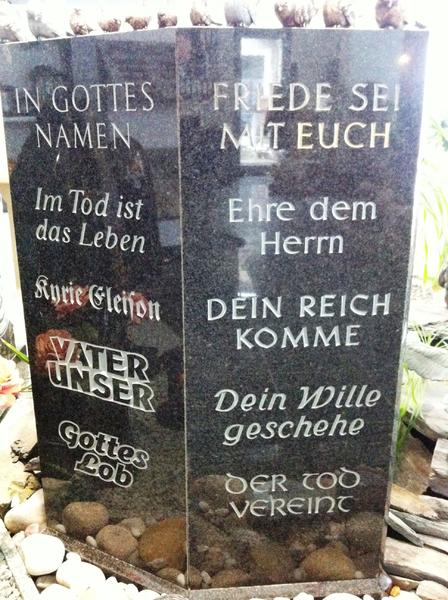 IN GOTTES
NAMEN
Im Tod ist
das Leben
Kyrie Eleison
VATER
UNSER
Gottes
Lob
FRIEDE SEI
MIT EUCH
Ehre dem
Herrn
DEIN REICH
KOMME
Dein Wille
geschehe
DER TOD
VEREINT